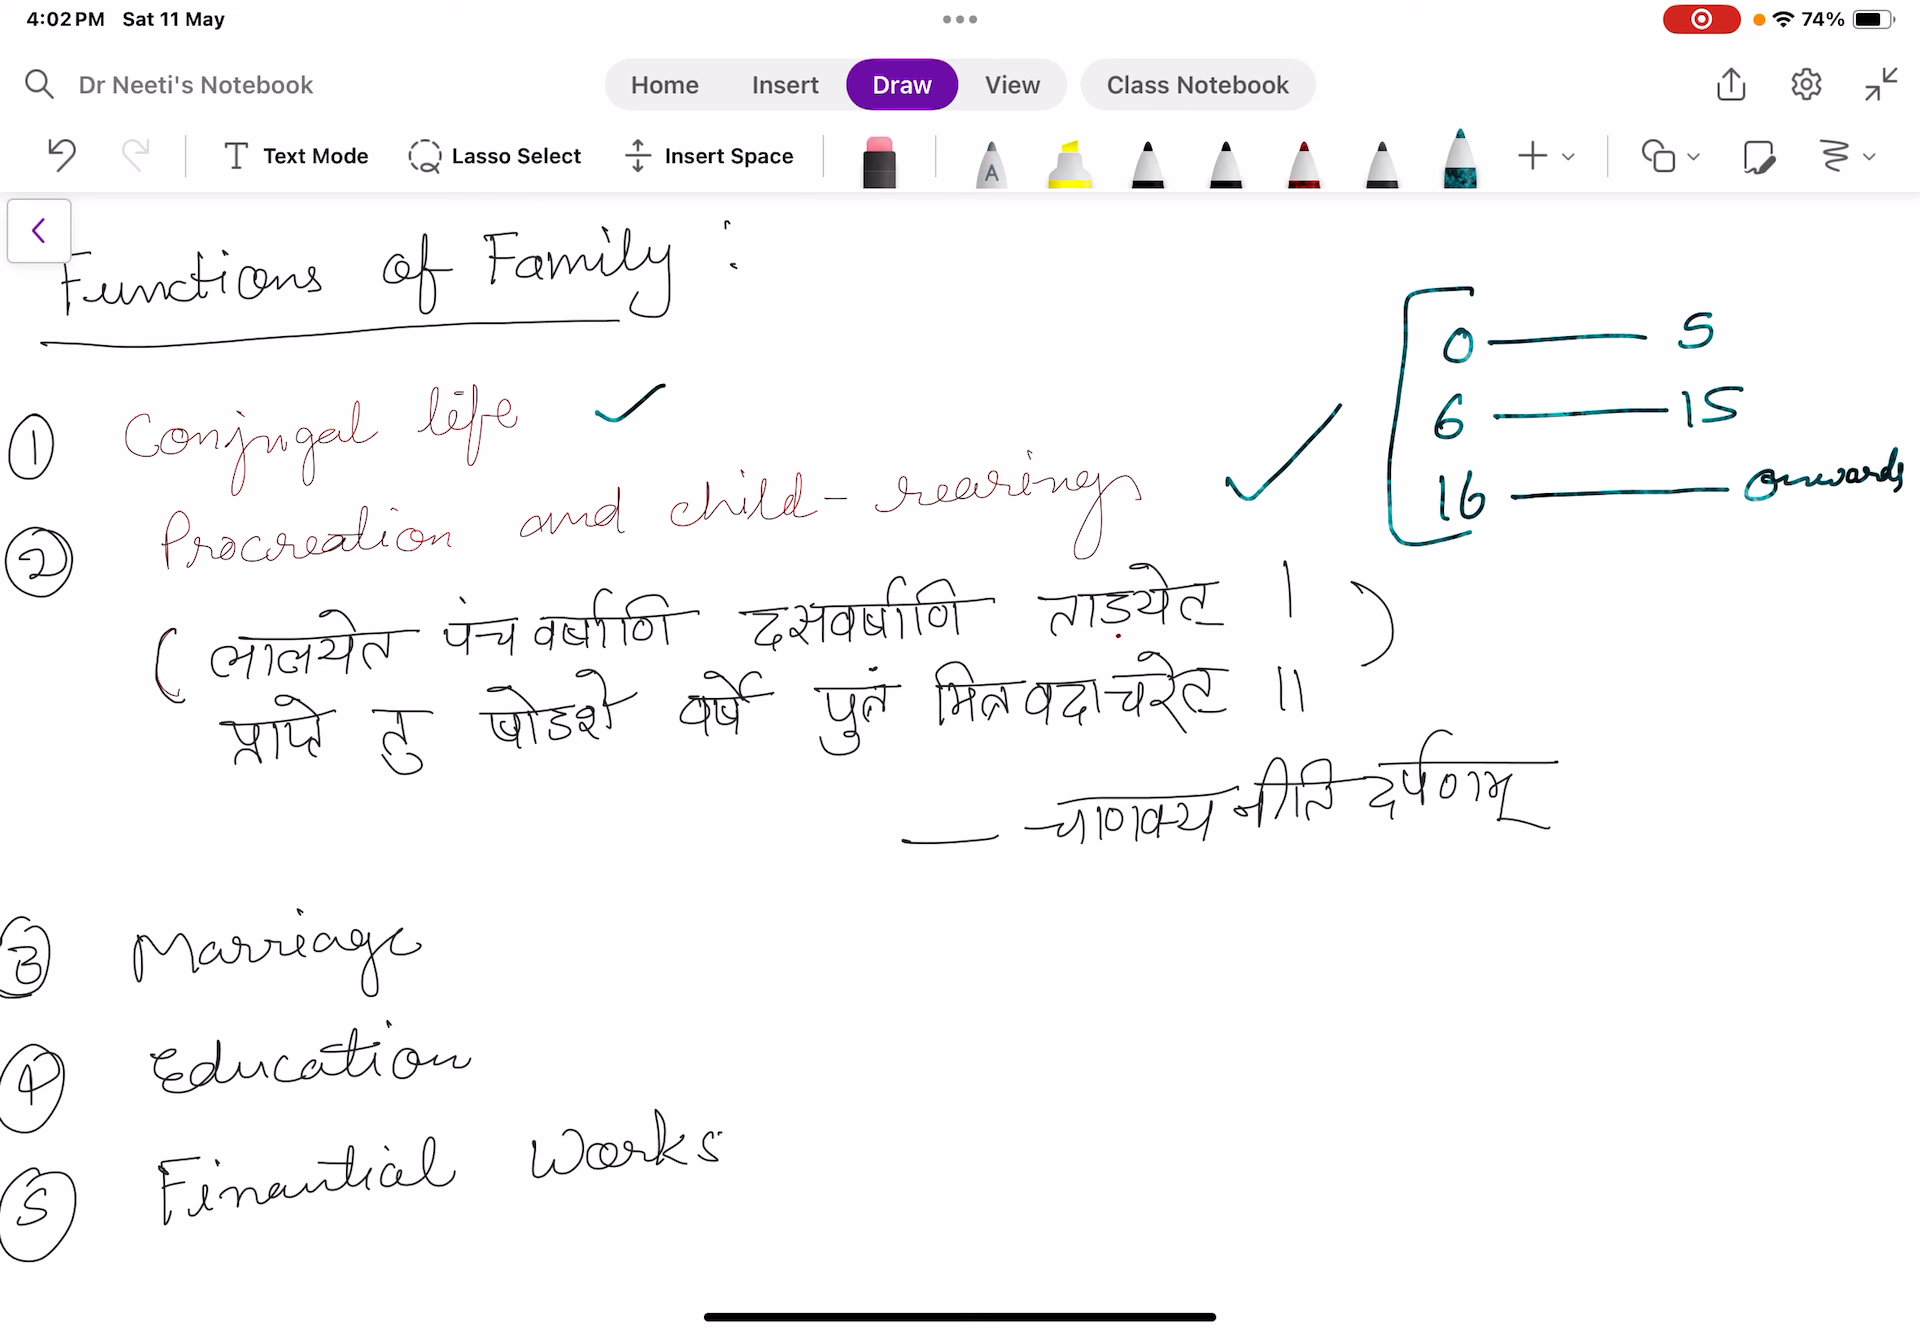 4:02 PM Sat 11 May
74%
Dr Neeti's Notebook
Home Insert Draw View Class Notebook
Text Mode Lasso Select Insert Space
A
Functions of Family :
0 — 5
6 — 15
16 — onwards
① Conjugal life ✓
② Procreation and child-rearing ✓
(लालयेत पंच वर्षाणि दसवर्षाणि ताड़येत ।)
प्राप्ते तु षोडशे वर्षे पुत्रं मित्रवदाचरेत ॥
— चाणक्य नीति दर्पणम्
③ Marriage
④ Education
⑤ Finantial Works